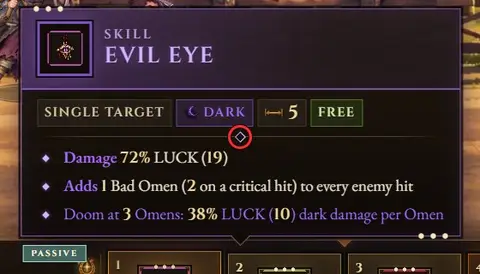 SKILL
EVIL EYE
SINGLE TARGET DARK 5 FREE
Damage 72% LUCK (19)
Adds 1 Bad Omen (2 on a critical hit) to every enemy hit
Doom at 3 Omens: 38% LUCK (10) dark damage per Omen
PASSIVE
1 2 3 4